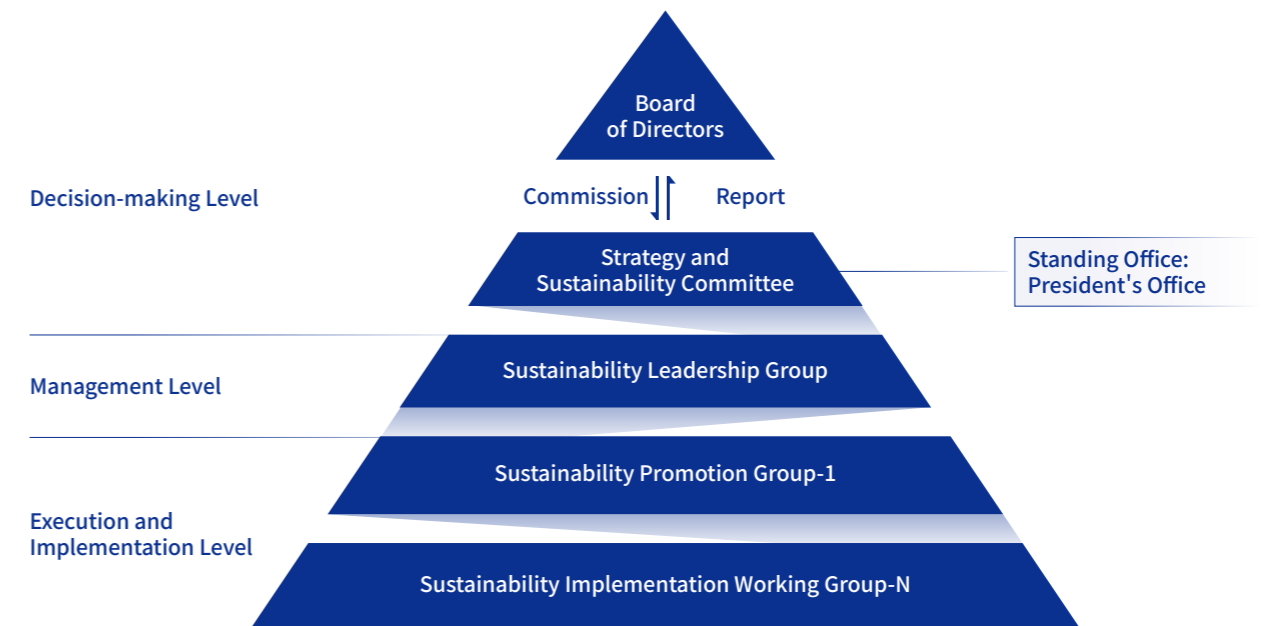 Board
of Directors
Decision-making Level
Commission
Report
Strategy and
Sustainability Committee
Standing Office:
President's Office
Sustainability Leadership Group
Management Level
Sustainability Promotion Group-1
Execution and
Implementation Level
Sustainability Implementation Working Group-N